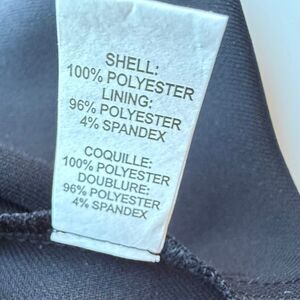 SHELL:
100% POLYESTER
LINING:
96% POLYESTER
4% SPANDEX
COQUILLE:
100% POLYESTER
DOUBLURE:
96% POLYESTER
4% SPANDEX